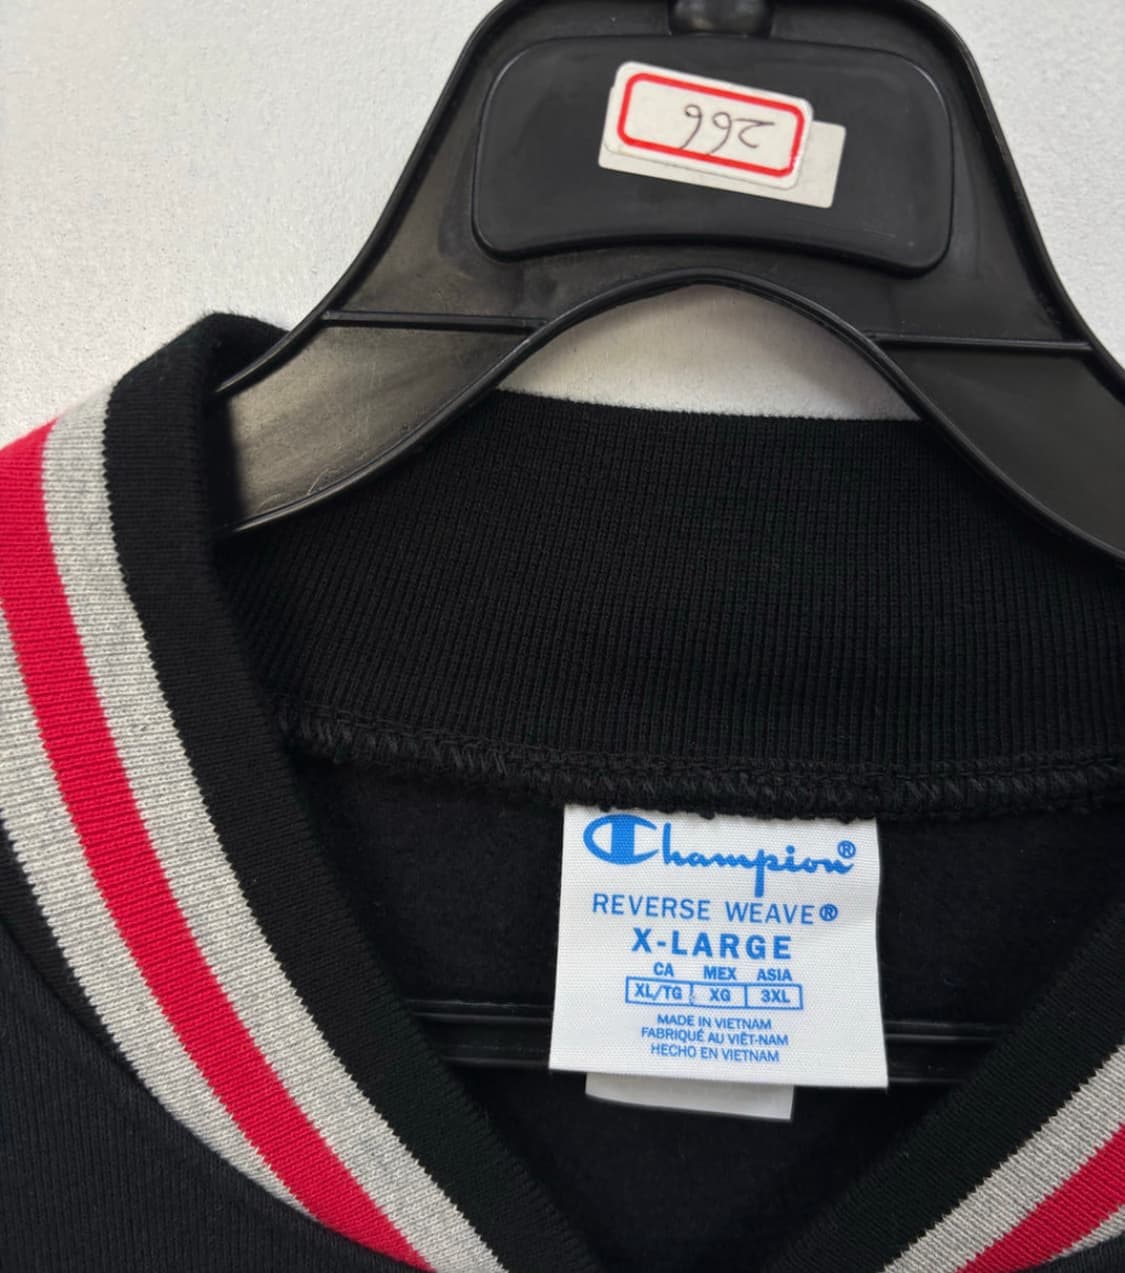 266
Champion®
REVERSE WEAVE®
X-LARGE
CA MEX ASIA
XL/TG XG 3XL
MADE IN VIETNAM
FABRIQUÉ AU VIÊT-NAM
HECHO EN VIETNAM